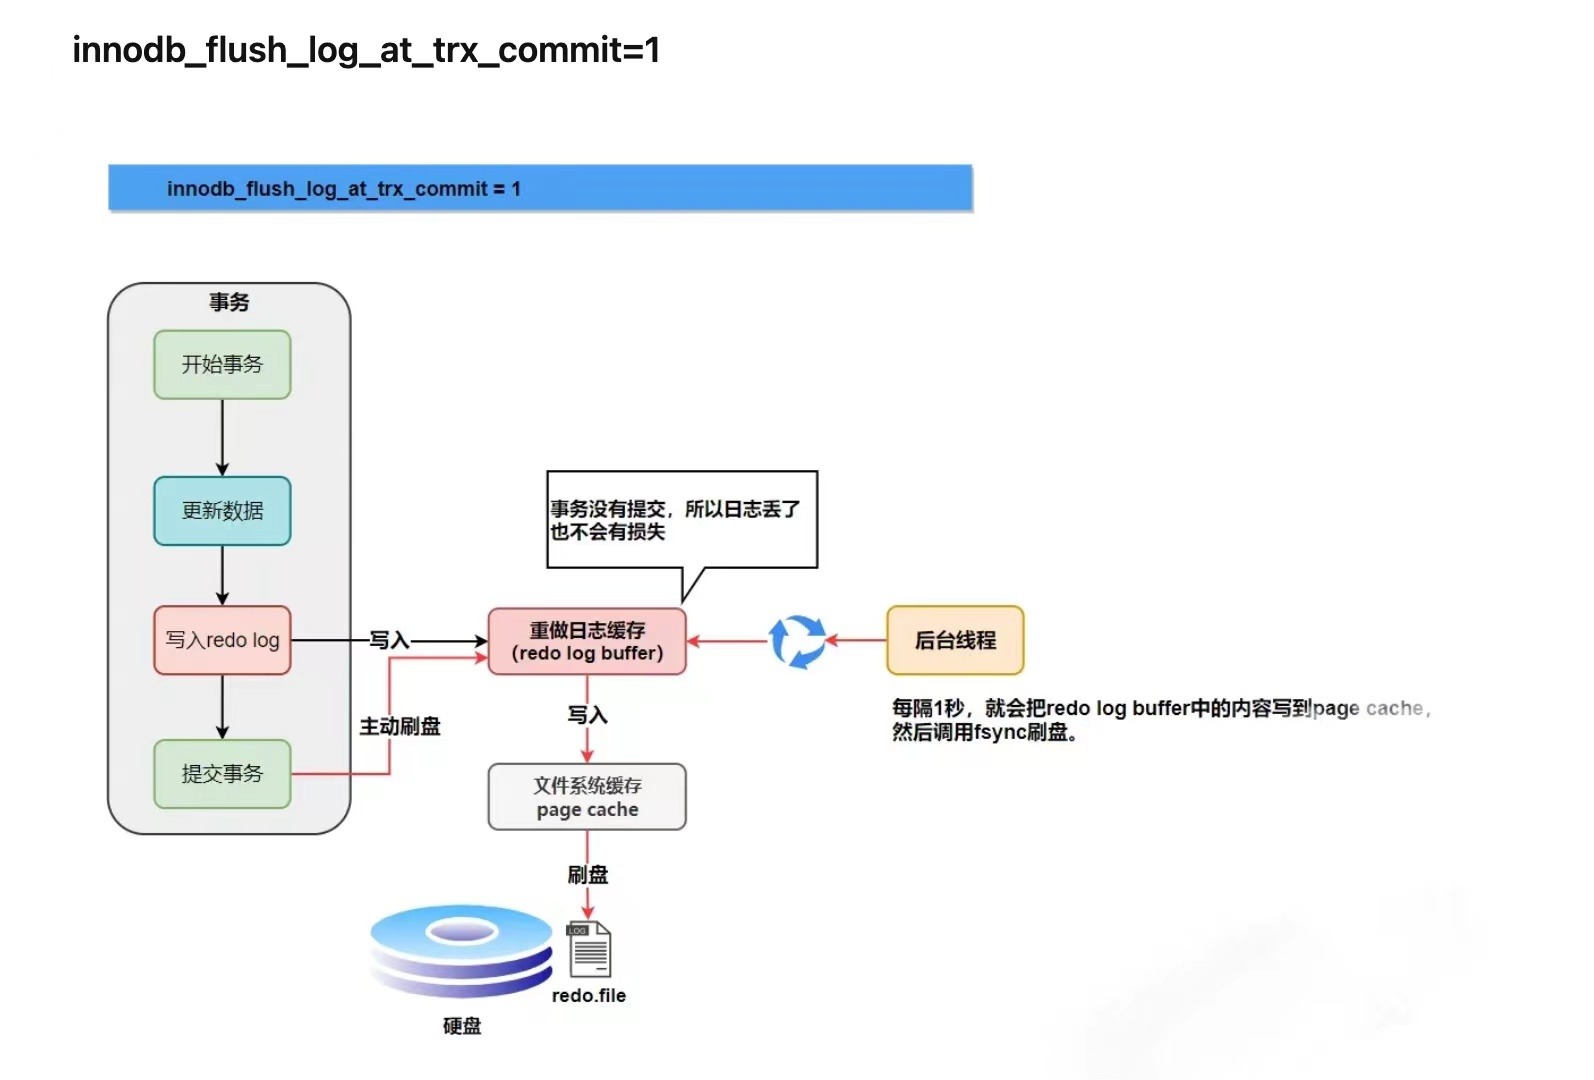 innodb_flush_log_at_trx_commit=1
innodb_flush_log_at_trx_commit = 1
事务
开始事务
更新数据
事务没有提交，所以日志丢了
也不会有损失
写入redo log
写入
重做日志缓存
（redo log buffer）
后台线程
主动刷盘
写入
每隔1秒，就会把redo log buffer中的内容写到page cache，
然后调用fsync刷盘。
提交事务
文件系统缓存
page cache
刷盘
LOG
redo.file
硬盘